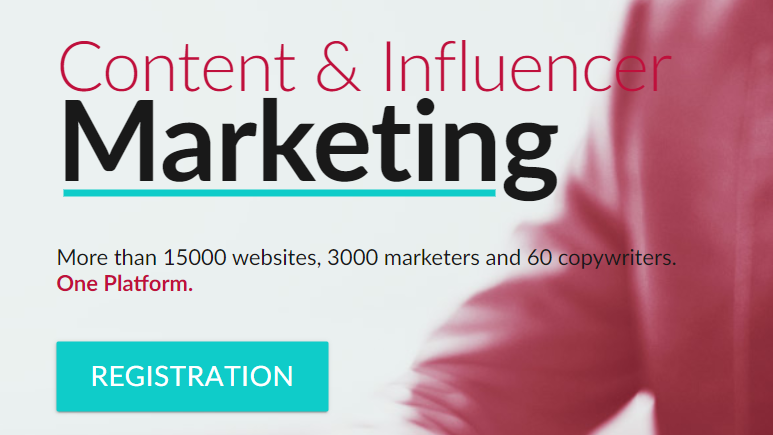 Content & Influencer
Marketing
More than 15000 websites, 3000 marketers and 60 copywriters.
One Platform.
REGISTRATION